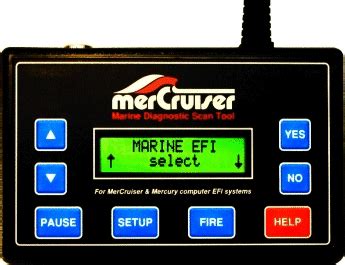 merCruiser
Marine Diagnostic Scan Tool
MARINE EFI
↑ select ↓
▲ YES
▼ NO
For MerCruiser & Mercury computer EFI systems
PAUSE SETUP FIRE HELP